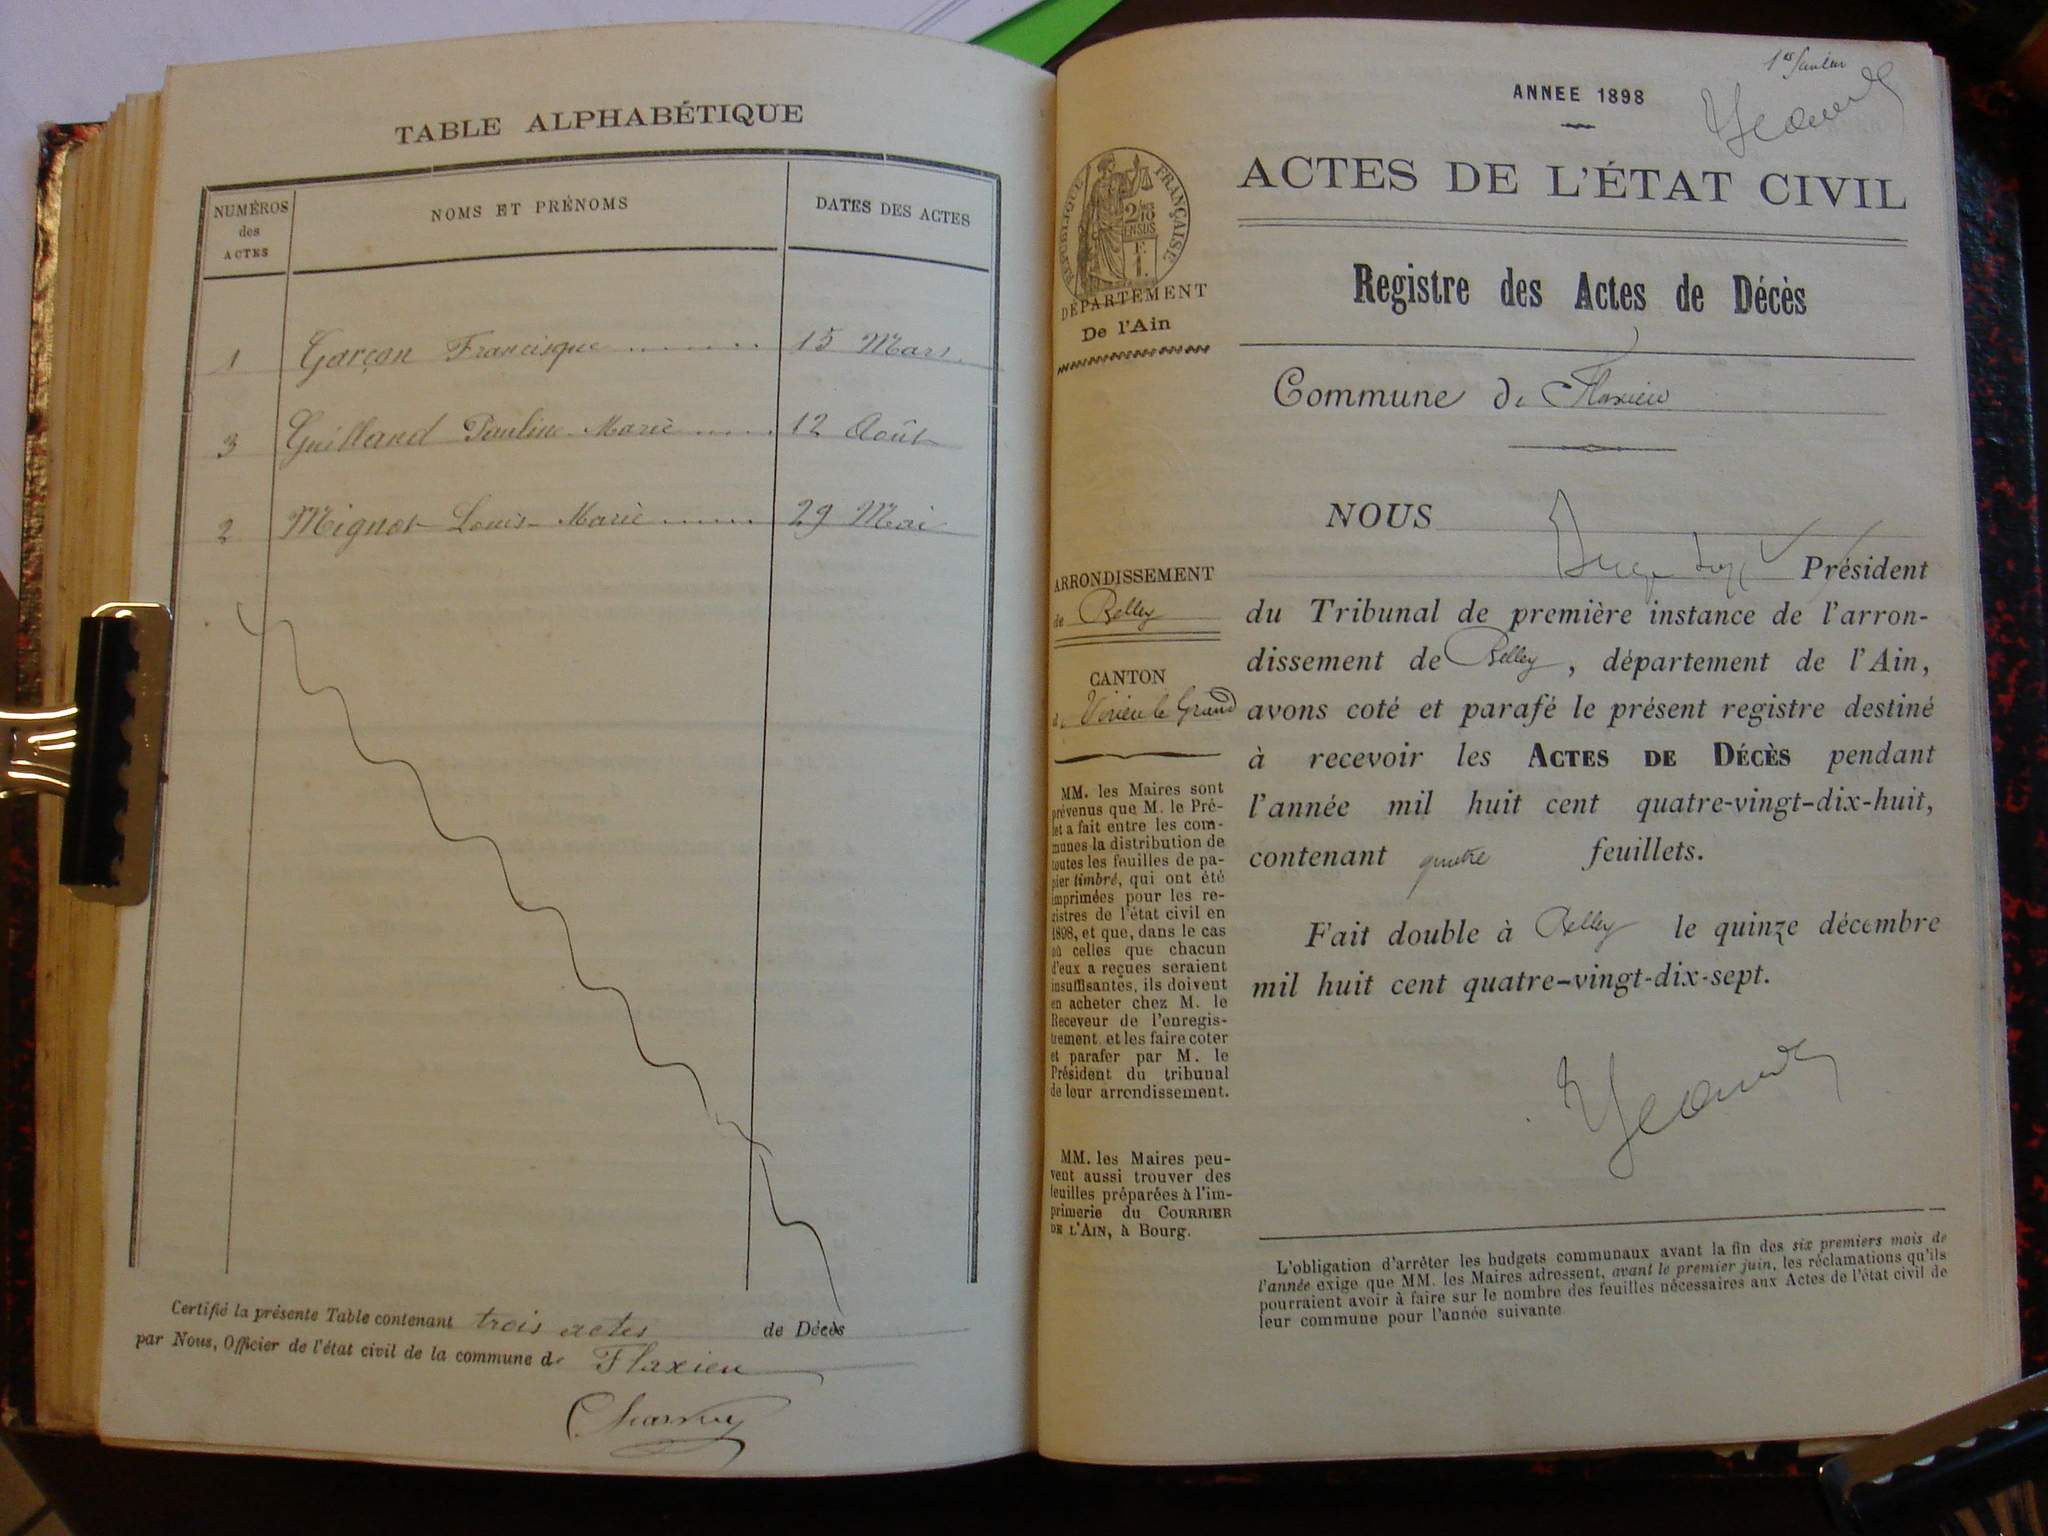 TABLE ALPHABÉTIQUE
NUMÉROS des ACTES
NOMS ET PRÉNOMS
DATES DES ACTES
1 Garçon Francisque 15 Mars
3 Guilland Pauline Marie 12 Août
2 Mignot Louis Marie 29 Mai
Certifié la présente Table contenant trois actes de Décès
par Nous, Officier de l'état civil de la commune de Flaxieu
1er
ANNEE 1898
ACTES DE L'ÉTAT CIVIL
RÉPUBLIQUE FRANÇAISE
2/10
EN SUS
F.
1.
DÉPARTEMENT
De l'Ain
Registre des Actes de Décès
Commune de Flaxieu
NOUS
Président
du Tribunal de première instance de l'arron-
dissement de Belley, département de l'Ain,
avons coté et parafé le présent registre destiné
à recevoir les ACTES DE DÉCÈS pendant
l'année mil huit cent quatre-vingt-dix-huit,
contenant quatre feuillets.
Fait double à Belley le quinze décembre
mil huit cent quatre-vingt-dix-sept.
ARRONDISSEMENT
de Belley
CANTON
d Virieu le Grand
MM. les Maires sont
prévenus que M. le Pré-
fet a fait entre les com-
munes la distribution de
toutes les feuilles de pa-
pier timbré, qui ont été
imprimées pour les re-
gistres de l'état civil en
1898, et que, dans le cas
où celles que chacun
d'eux a reçues seraient
insuffisantes, ils doivent
en acheter chez M. le
Receveur de l'enregis-
trement et les faire coter
et parafer par M. le
Président du tribunal
de leur arrondissement.
MM. les Maires peu-
vent aussi trouver des
feuilles préparées à l'im-
primerie du COURRIER
DE L'AIN, à Bourg.
L'obligation d'arrêter les budgets communaux avant la fin des six premiers mois de
l'année exige que MM. les Maires adressent, avant le premier juin, les réclamations qu'ils
pourraient avoir à faire sur le nombre des feuilles nécessaires aux Actes de l'état civil de
leur commune pour l'année suivante